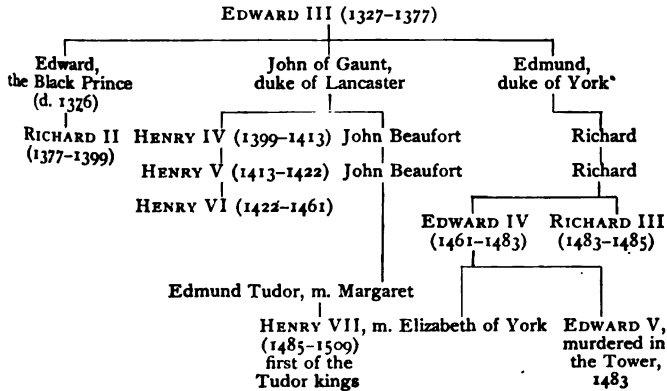 EDWARD III (1327–1377)
Edward, the Black Prince (d. 1376)
John of Gaunt, duke of Lancaster
Edmund, duke of York*
RICHARD II (1377–1399)
HENRY IV (1399–1413) John Beaufort
Richard
HENRY V (1413–1422) John Beaufort
Richard
HENRY VI (1422–1461)
EDWARD IV (1461–1483)
RICHARD III (1483–1485)
Edmund Tudor, m. Margaret
HENRY VII, m. Elizabeth of York
(1485–1509)
first of the
Tudor kings
EDWARD V,
murdered in
the Tower,
1483